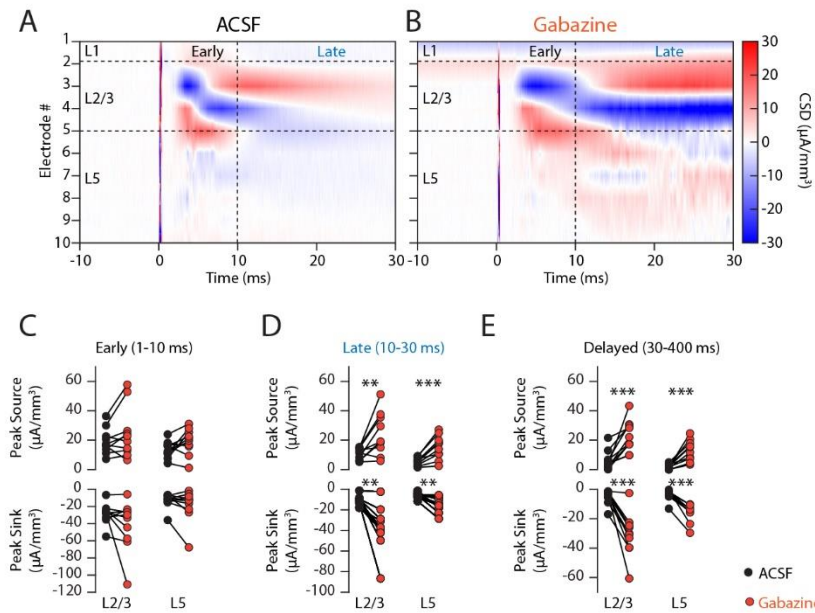 A
ACSF
B
Gabazine
Early
Late
Early
Late
L1
L2/3
L5
L1
L2/3
L5
Electrode #
1
2
3
4
5
6
7
8
9
10
-10
0
10
20
30
Time (ms)
-10
0
10
20
30
Time (ms)
30
20
10
0
-10
-20
-30
CSD (µA/mm³)
C
Early (1-10 ms)
D
Late (10-30 ms)
E
Delayed (30-400 ms)
Peak Source
(µA/mm³)
60
40
20
0
Peak Sink
(µA/mm³)
0
-20
-40
-60
-80
-100
-120
L2/3
L5
Peak Source
(µA/mm³)
60
40
20
0
**
***
Peak Sink
(µA/mm³)
0
-20
-40
-60
-80
-100
**
**
L2/3
L5
Peak Source
(µA/mm³)
60
40
20
0
***
***
Peak Sink
(µA/mm³)
0
-20
-40
-60
***
***
L2/3
L5
ACSF
Gabazine